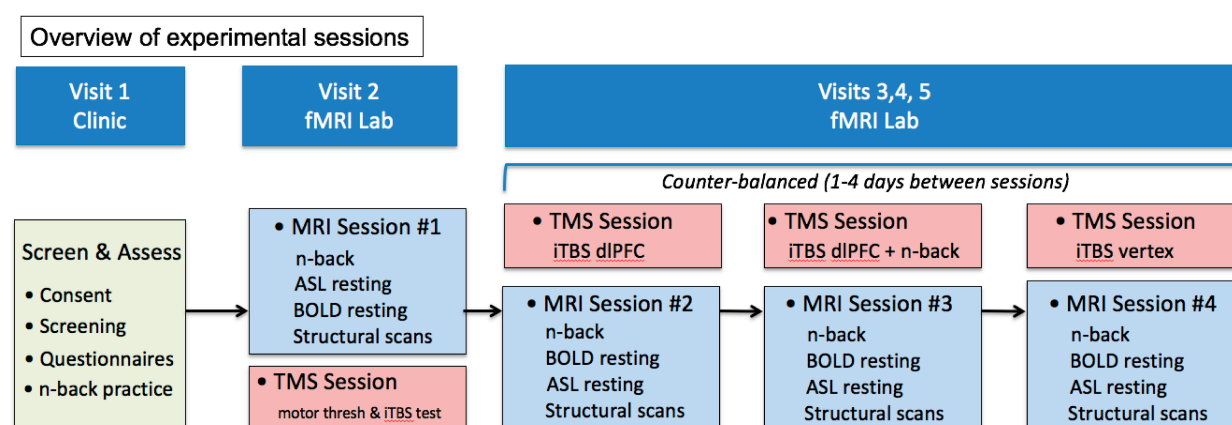 Overview of experimental sessions
Visit 1
Clinic
Visit 2
fMRI Lab
Visits 3,4, 5
fMRI Lab
Counter-balanced (1-4 days between sessions)
Screen & Assess
• Consent
• Screening
• Questionnaires
• n-back practice
• MRI Session #1
n-back
ASL resting
BOLD resting
Structural scans
• TMS Session
motor thresh & iTBS test
• TMS Session
iTBS dlPFC
• MRI Session #2
n-back
BOLD resting
ASL resting
Structural scans
• TMS Session
iTBS dlPFC + n-back
• MRI Session #3
n-back
BOLD resting
ASL resting
Structural scans
• TMS Session
iTBS vertex
• MRI Session #4
n-back
BOLD resting
ASL resting
Structural scans